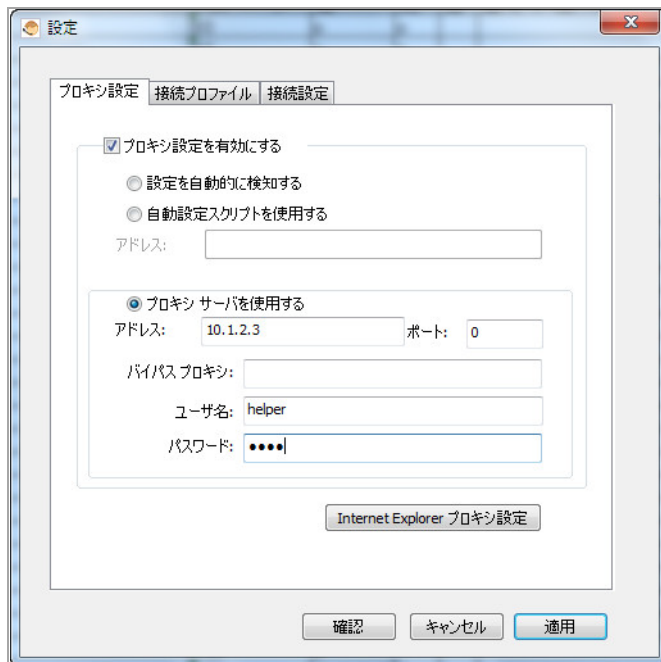 設定
プロキシ設定 接続プロファイル 接続設定
プロキシ設定を有効にする
設定を自動的に検知する
自動設定スクリプトを使用する
アドレス:
プロキシ サーバを使用する
アドレス: 10.1.2.3 ポート: 0
バイパス プロキシ:
ユーザ名: helper
パスワード: ●●●●
Internet Explorer プロキシ設定
確認 キャンセル 適用